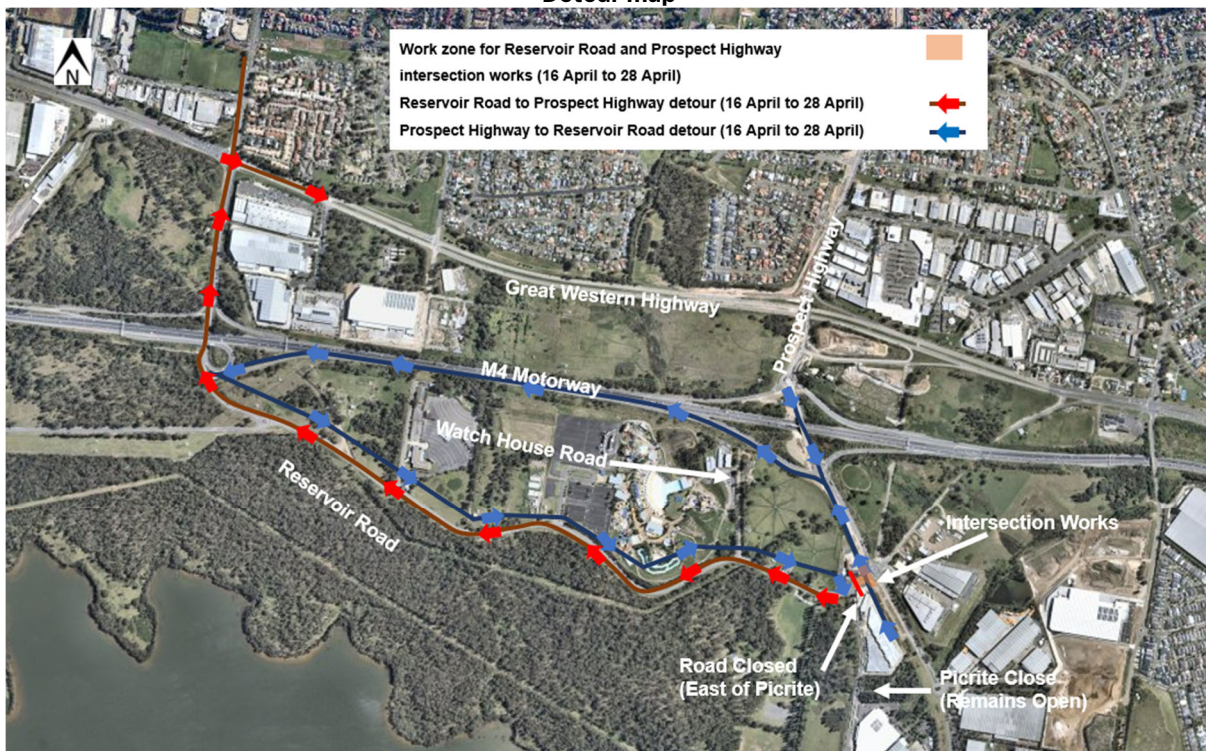 Detour map
N
Work zone for Reservoir Road and Prospect Highway
intersection works (16 April to 28 April)
Reservoir Road to Prospect Highway detour (16 April to 28 April)
Prospect Highway to Reservoir Road detour (16 April to 28 April)
Prospect Highway
Great Western Highway
M4 Motorway
Watch House Road
Reservoir Road
Intersection Works
Road Closed
(East of Picrite)
Picrite Close
(Remains Open)